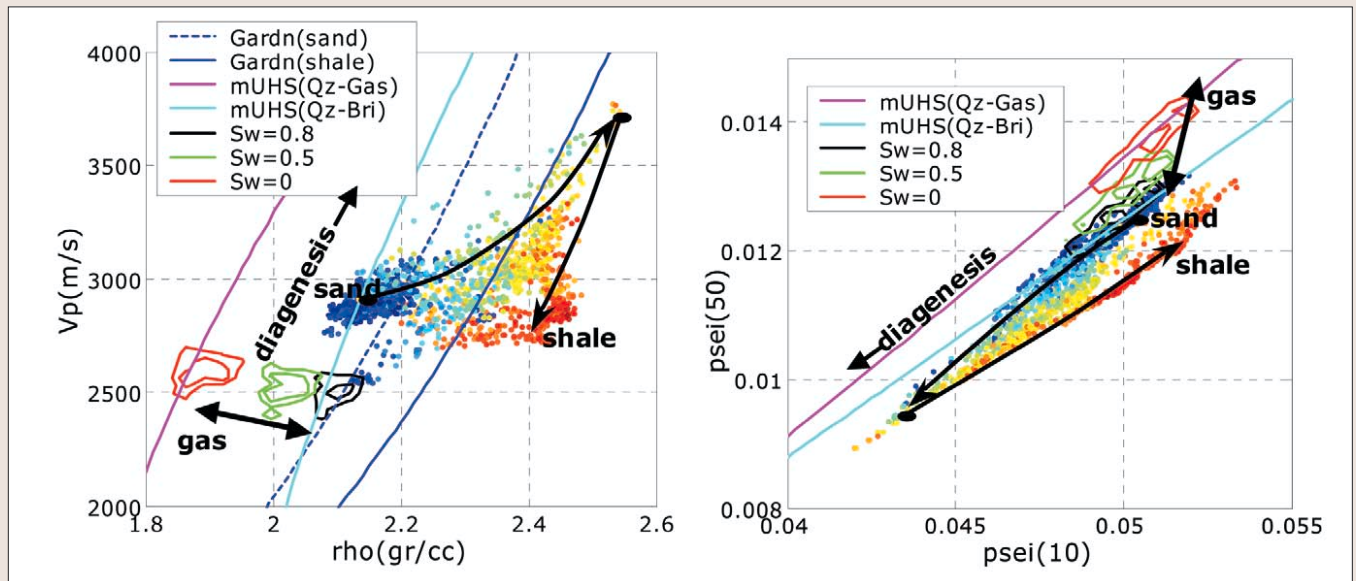 Gardn(sand)
Gardn(shale)
mUHS(Qz-Gas)
mUHS(Qz-Bri)
Sw=0.8
Sw=0.5
Sw=0
4000
3500
3000
2500
2000
Vp(m/s)
diagenesis
sand
shale
gas
1.8
2
2.2
2.4
2.6
rho(gr/cc)
mUHS(Qz-Gas)
mUHS(Qz-Bri)
Sw=0.8
Sw=0.5
Sw=0
0.014
0.012
0.01
0.008
psei(50)
gas
sand
shale
diagenesis
0.04
0.045
0.05
0.055
psei(10)